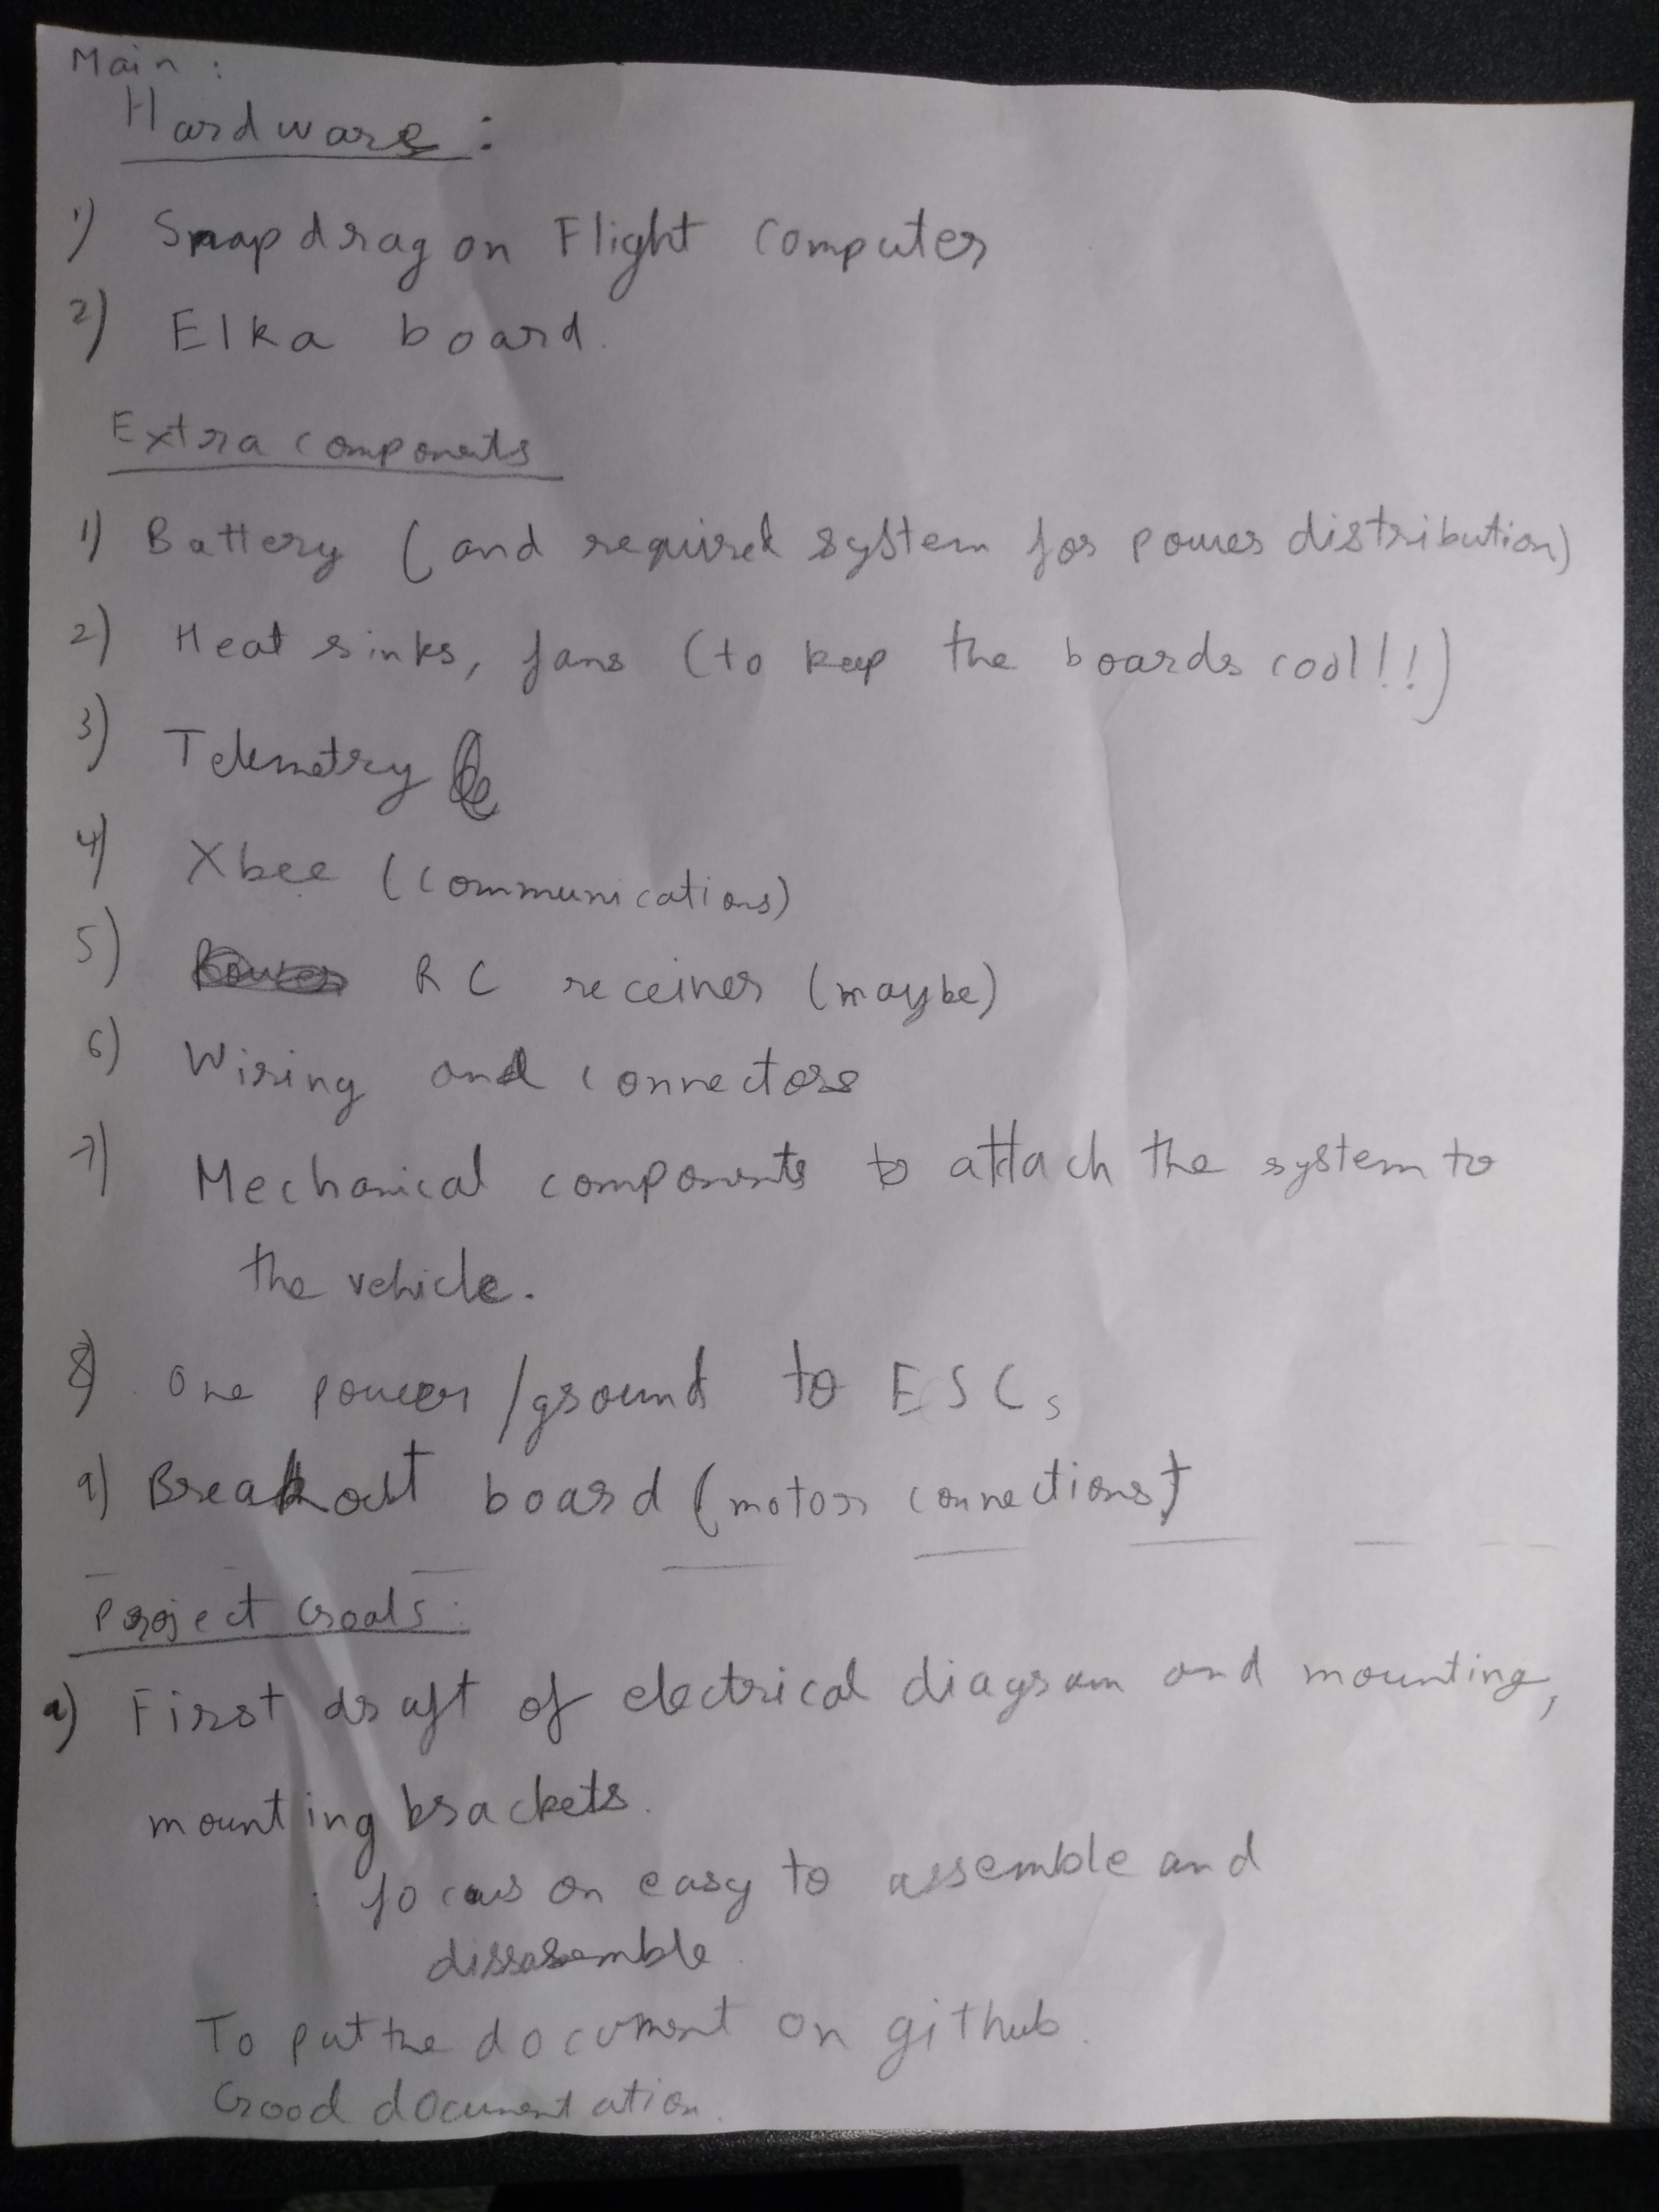 Main :
Hardware :
1) Snapdragon Flight Computer
2) Elka board.
Extra components
1) Battery (and required system for power distribution)
2) Heat sinks, fans (to keep the boards cool!!)
3) Telemetry
4) Xbee (communications)
5) RC receiver (maybe)
6) Wiring and connectors
7) Mechanical components to attach the system to
the vehicle.
8) One power/ground to ESCs
9) Breakout board (motor connections)
Project Goals :
a) First draft of electrical diagram and mounting,
mounting brackets.
: focus on easy to assemble and
dissasemble.
To put the document on github.
Good documentation.